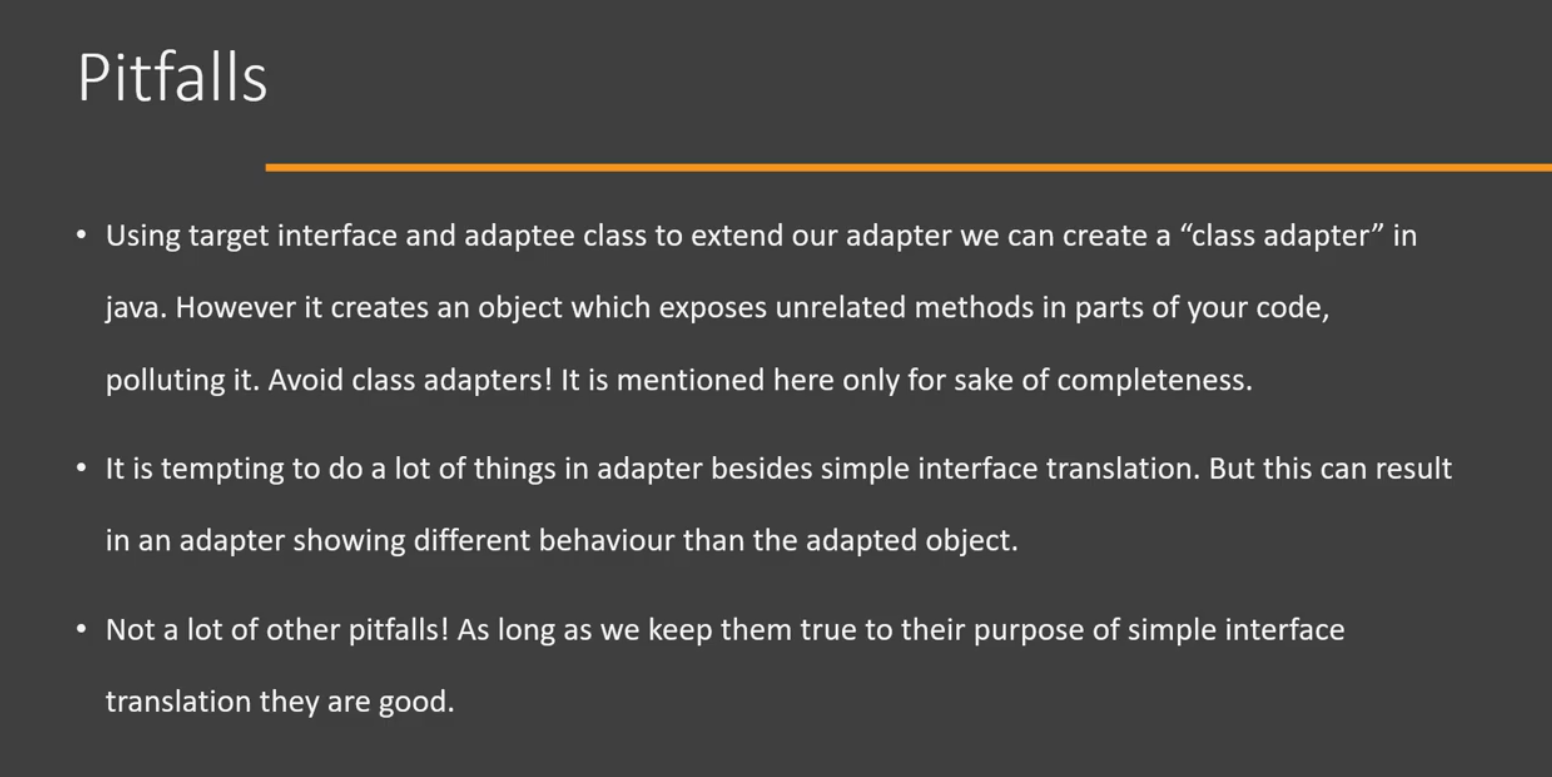 Pitfalls
• Using target interface and adaptee class to extend our adapter we can create a “class adapter” in
java. However it creates an object which exposes unrelated methods in parts of your code,
polluting it. Avoid class adapters! It is mentioned here only for sake of completeness.
• It is tempting to do a lot of things in adapter besides simple interface translation. But this can result
in an adapter showing different behaviour than the adapted object.
• Not a lot of other pitfalls! As long as we keep them true to their purpose of simple interface
translation they are good.